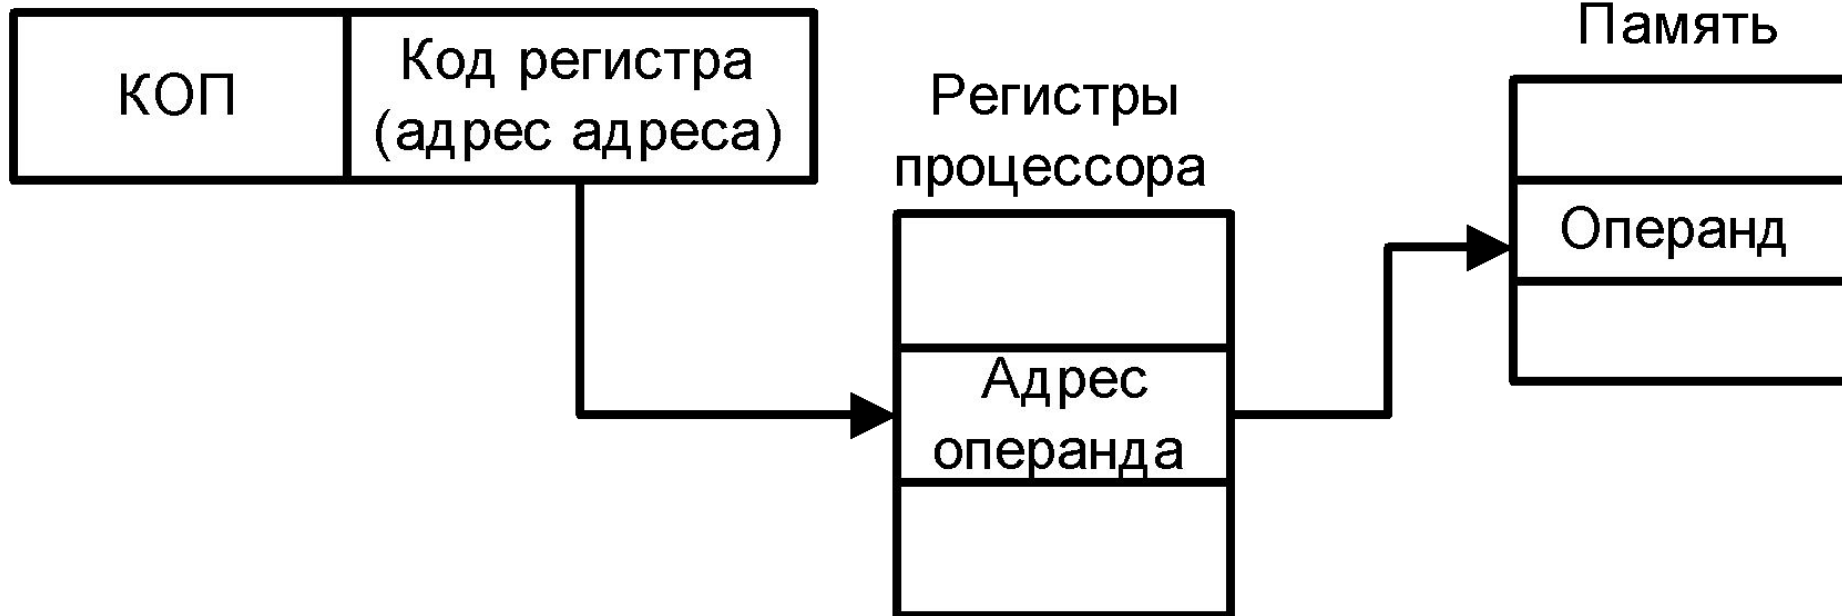 КОП
Код регистра
(адрес адреса)
Регистры
процессора
Адрес
операнда
Память
Операнд